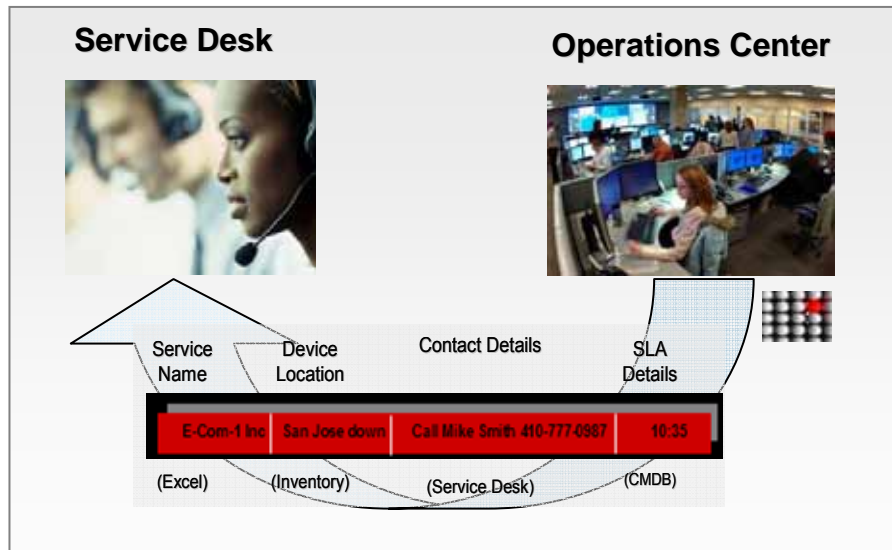 Service Desk
Operations Center
Service Name
Device Location
Contact Details
SLA Details
E-Com-1 Inc
San Jose down
Call Mike Smith 410-777-0987
10:35
(Excel)
(Inventory)
(Service Desk)
(CMDB)